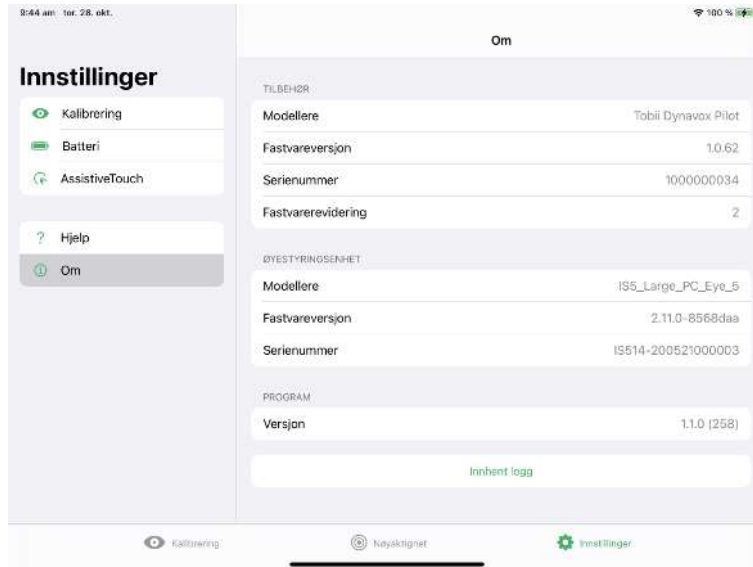 9:44 am tor. 28. okt.
100 %
Om
Innstillinger
Kalibrering
Batteri
AssistiveTouch
Hjelp
Om
TILBEHØR
Modellere Tobii Dynavox Pilot
Fastvareversjon 1.0.62
Serienummer 1000000034
Fastvarerevidering 2
ØYESTYRINGSENHET
Modellere IS5_Large_PC_Eye_5
Fastvareversjon 2.11.0-8568daa
Serienummer IS514-200521000003
PROGRAM
Versjon 1.1.0 (258)
Innhent logg
Kalibrering Nøyaktighet Innstillinger